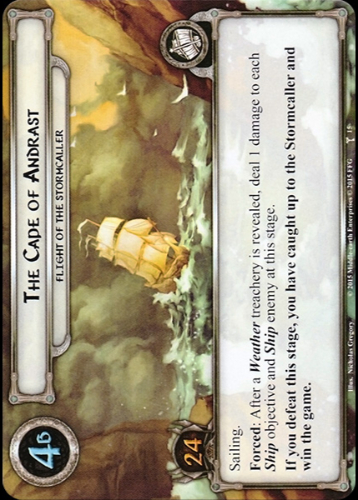 4B
THE CAPE OF ANDRAST
FLIGHT OF THE STORMCALLER
24
Sailing.
Forced: After a Weather treachery is revealed, deal 1 damage to each
Ship objective and Ship enemy at this stage.
If you defeat this stage, you have caught up to the Stormcaller and
win the game.
Illus. Nicholas Gregory © 2015 Middle-earth Enterprises © 2015 FFG 15